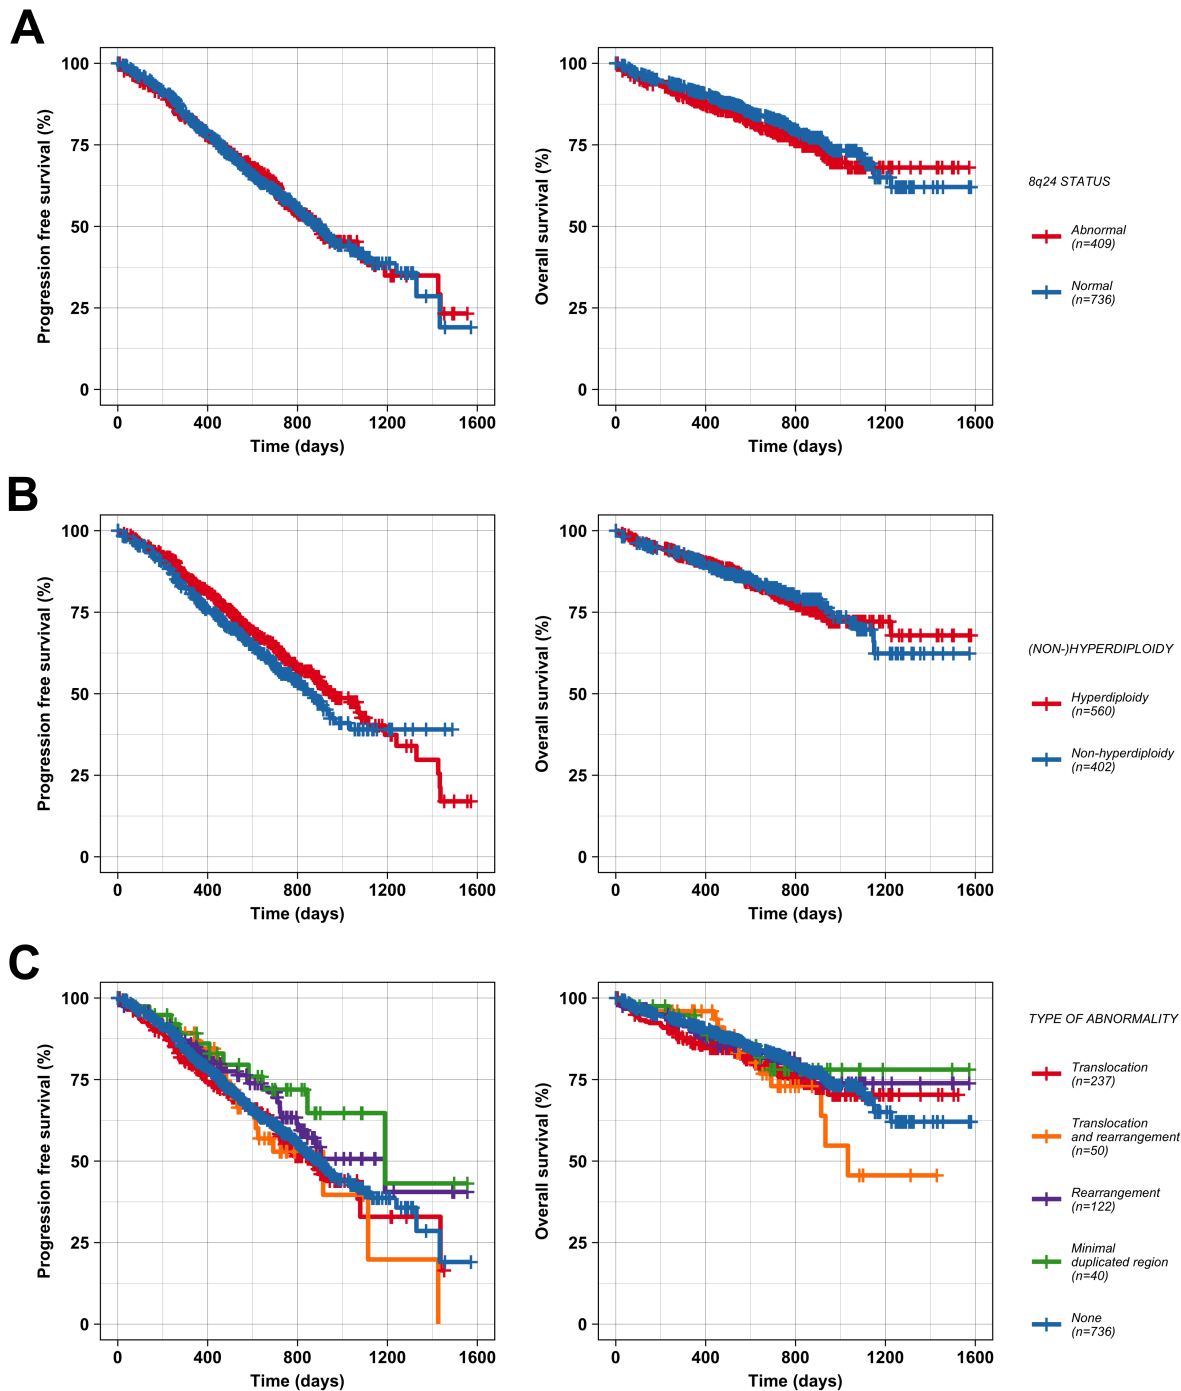 A
Progression free survival (%)
100
75
50
25
0
0 400 800 1200 1600
Time (days)
Overall survival (%)
100
75
50
25
0
0 400 800 1200 1600
Time (days)
8q24 STATUS
Abnormal
(n=409)
Normal
(n=736)
B
Progression free survival (%)
100
75
50
25
0
0 400 800 1200 1600
Time (days)
Overall survival (%)
100
75
50
25
0
0 400 800 1200 1600
Time (days)
(NON-)HYPERDIPLOIDY
Hyperdiploidy
(n=560)
Non-hyperdiploidy
(n=402)
C
Progression free survival (%)
100
75
50
25
0
0 400 800 1200 1600
Time (days)
Overall survival (%)
100
75
50
25
0
0 400 800 1200 1600
Time (days)
TYPE OF ABNORMALITY
Translocation
(n=237)
Translocation
and rearrangement
(n=50)
Rearrangement
(n=122)
Minimal
duplicated region
(n=40)
None
(n=736)